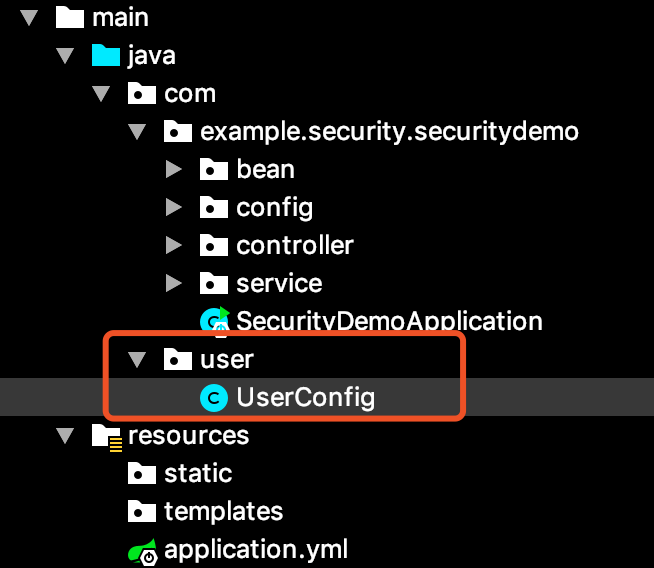 main
java
com
example.security.securitydemo
bean
config
controller
service
SecurityDemoApplication
user
UserConfig
resources
static
templates
application.yml